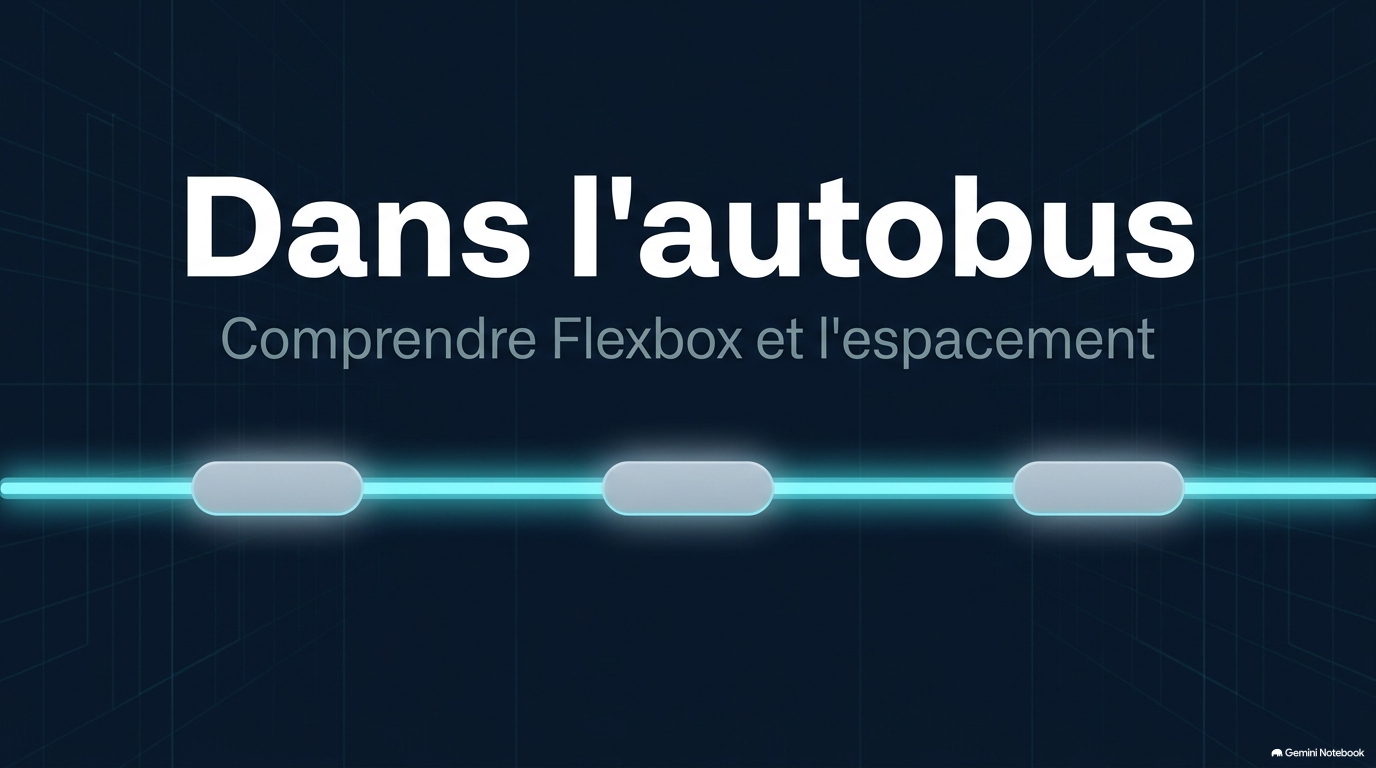 Dans l'autobus
Comprendre Flexbox et l'espacement
Gemini Notebook